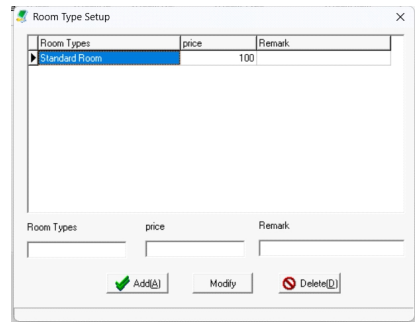 Room Type Setup
Room Types price Remark
Standard Room 100
Room Types price Remark
Add(A) Modify Delete(D)